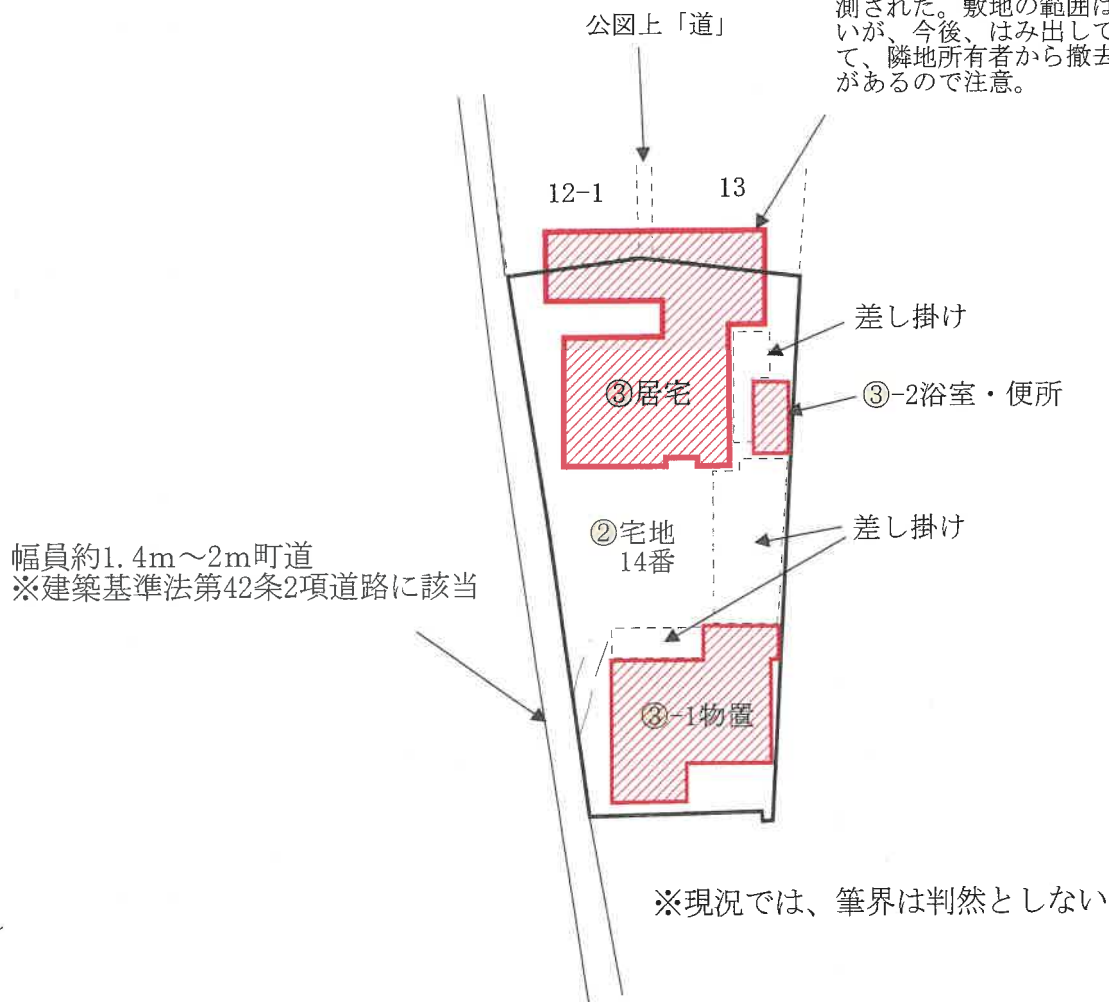 公図上「道」
測された。敷地の範囲は
いが、今後、はみ出して
て、隣地所有者から撤去
があるので注意。
12-1
13
差し掛け
③居宅
③-2浴室・便所
②宅地
14番
差し掛け
幅員約1.4m～2m町道
※建築基準法第42条2項道路に該当
③-1物置
※現況では、筆界は判然としない